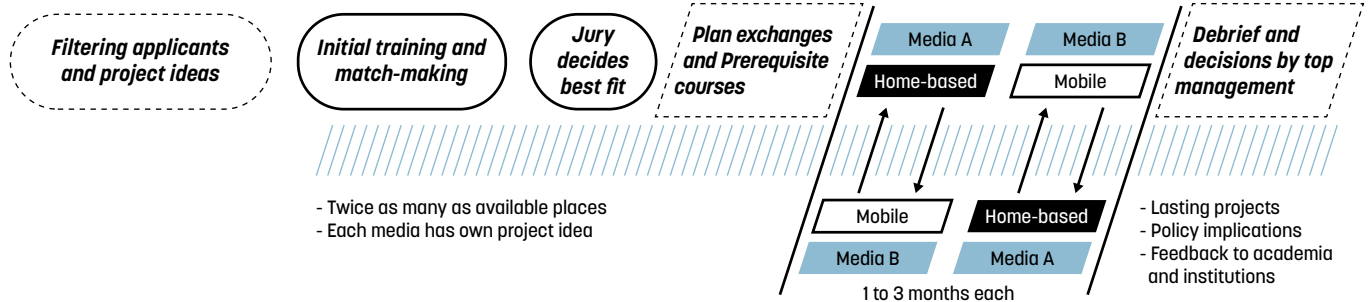 Filtering applicants
and project ideas
Initial training and
match-making
Jury
decides
best fit
Plan exchanges
and Prerequisite
courses
Media A
Home-based
Media B
Mobile
Debrief and
decisions by top
management
- Twice as many as available places
- Each media has own project idea
Mobile
Media B
Home-based
Media A
1 to 3 months each
- Lasting projects
- Policy implications
- Feedback to academia
and institutions